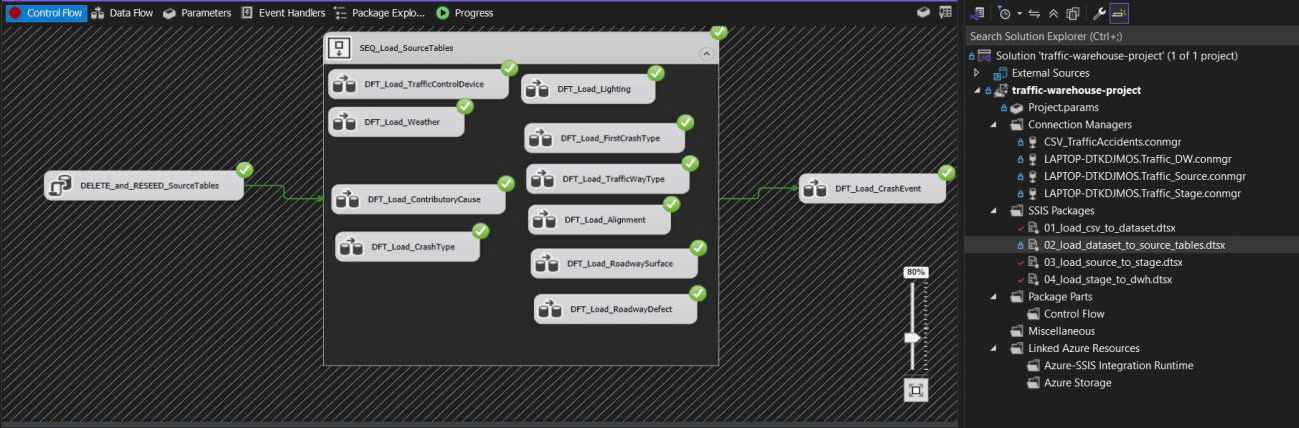 Control Flow
Data Flow
Parameters
Event Handlers
Package Explo...
Progress
SEQ_Load_SourceTables
DFT_Load_TrafficControlDevice
DFT_Load_Lighting
DFT_Load_Weather
DFT_Load_FirstCrashType
DFT_Load_TrafficWayType
DELETE_and_RESEED_SourceTables
DFT_Load_ContributoryCause
DFT_Load_CrashEvent
DFT_Load_Alignment
DFT_Load_CrashType
DFT_Load_RoadwaySurface
DFT_Load_RoadwayDefect
80%
Search Solution Explorer (Ctrl+;)
Solution 'traffic-warehouse-project' (1 of 1 project)
External Sources
traffic-warehouse-project
Project.params
Connection Managers
CSV_TrafficAccidents.conmgr
LAPTOP-DTKDJMOS.Traffic_DW.conmgr
LAPTOP-DTKDJMOS.Traffic_Source.conmgr
LAPTOP-DTKDJMOS.Traffic_Stage.conmgr
SSIS Packages
01_load_csv_to_dataset.dtsx
02_load_dataset_to_source_tables.dtsx
03_load_source_to_stage.dtsx
04_load_stage_to_dwh.dtsx
Package Parts
Control Flow
Miscellaneous
Linked Azure Resources
Azure-SSIS Integration Runtime
Azure Storage